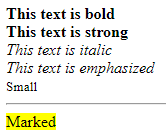 This text is bold
This text is strong
This text is italic
This text is emphasized
Small
Marked